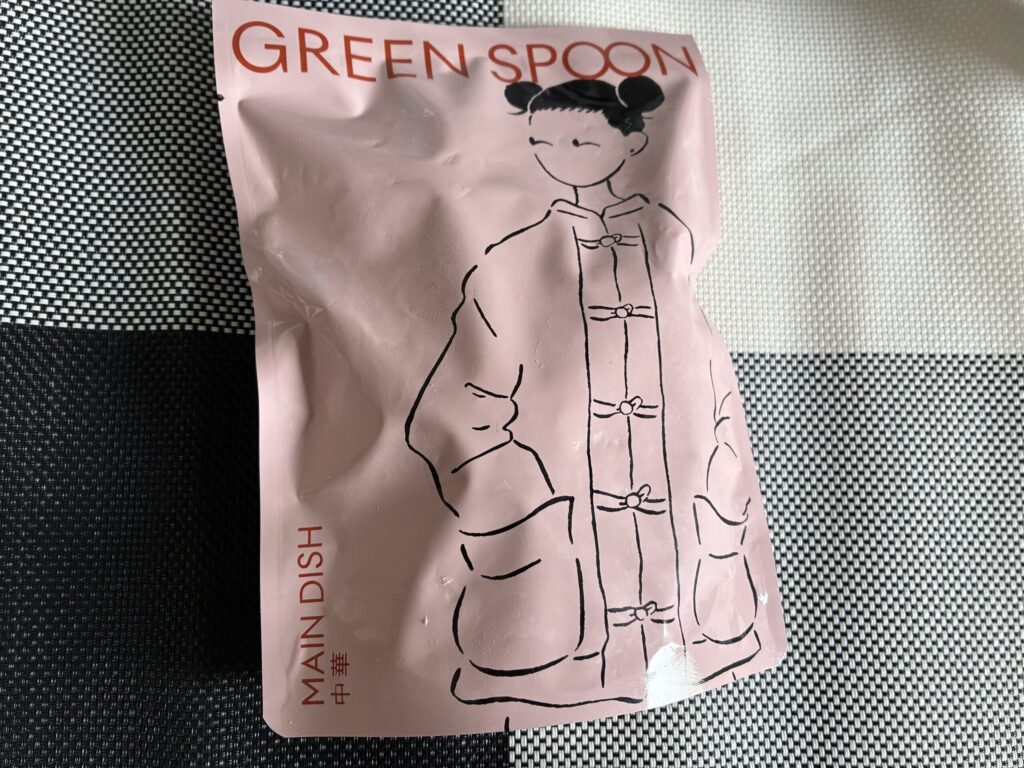 GREEN SPOON
MAIN DISH
中華